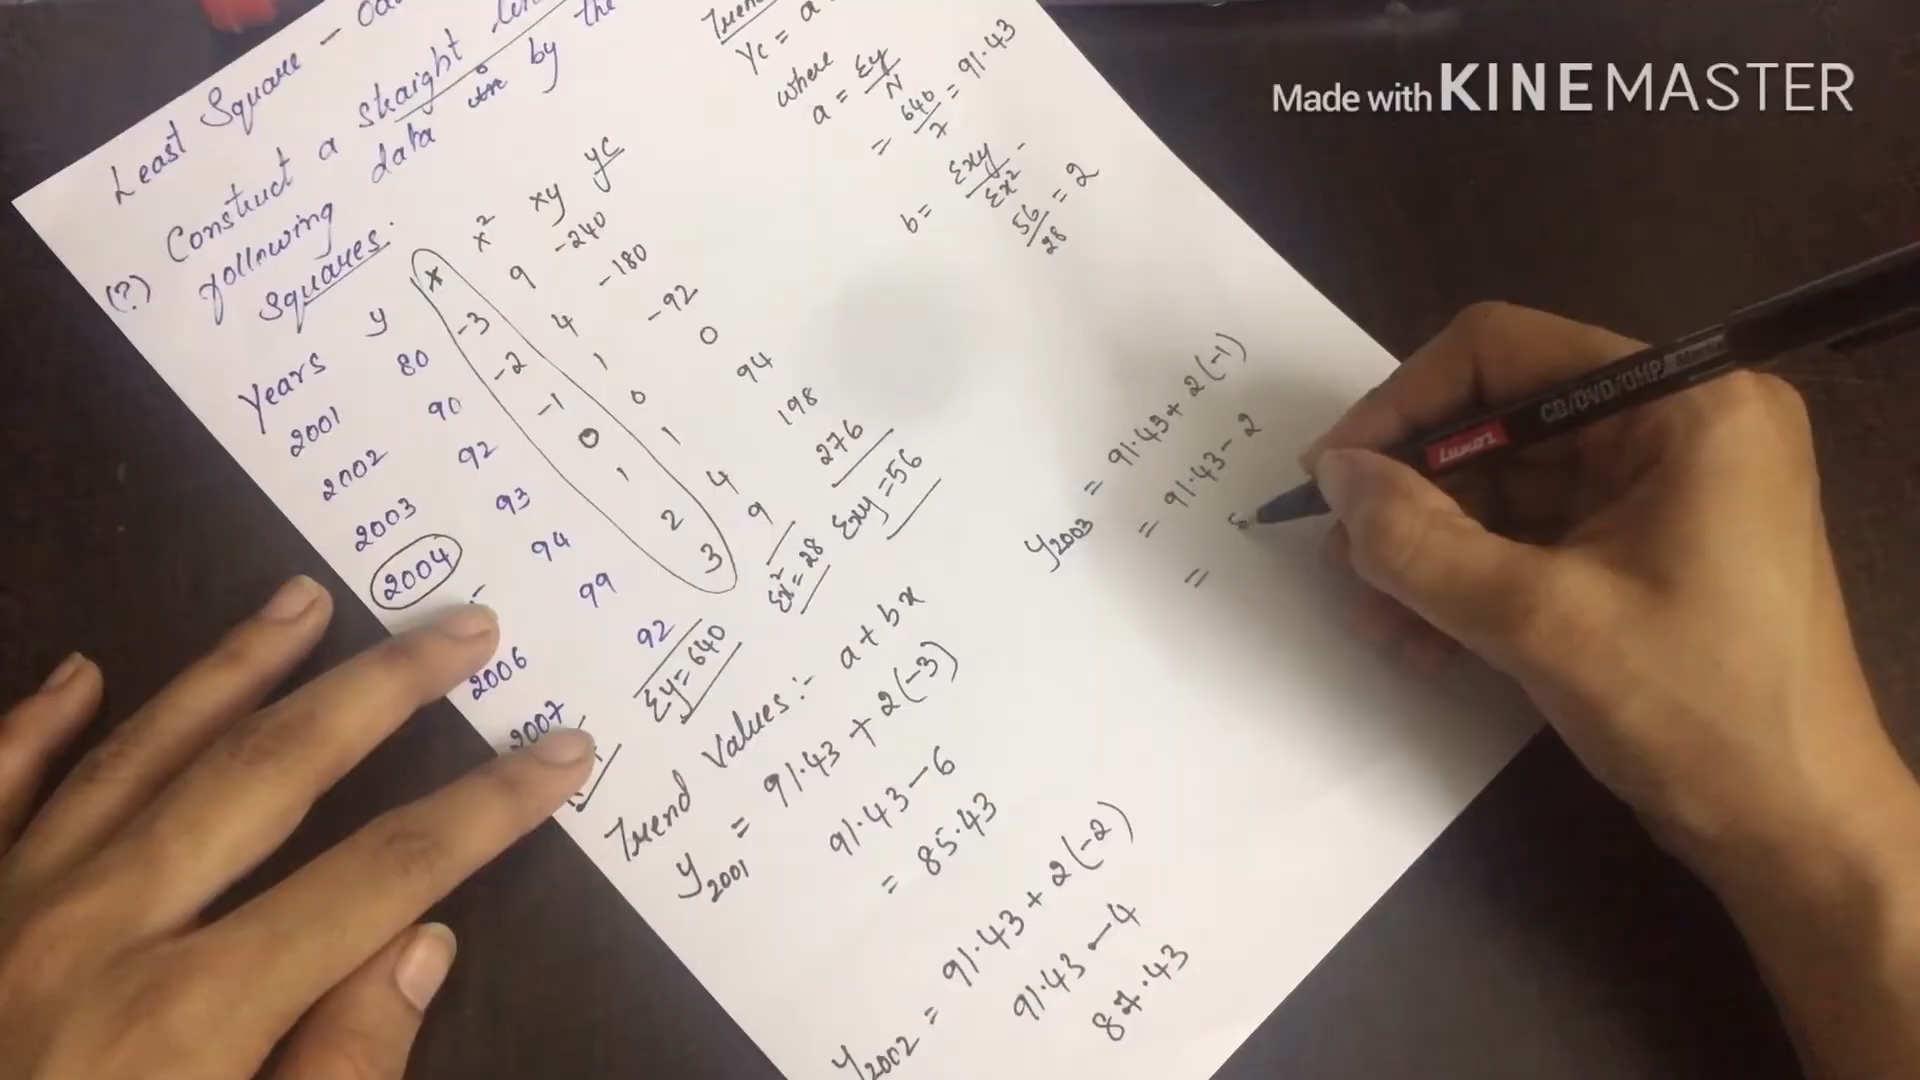 Least Square -
(?) Construct a straight
following data by the
squares.
Years y x x² xy yc
2001 80 -3 9 -240
2002 90 -2 4 -180
2003 92 -1 1 -92
2004 93 0 0 0
94 1 1 94
2006 99 2 4 198
2007 92 3 9 276
Σy=640 Σx²=28 Σxy=56
Yc = a
where
a = Σy/N
= 640/7 = 91.43
b = Σxy/Σx²
56/28 = 2
Trend Values:- a+bx
y2001 = 91.43 + 2(-3)
91.43-6
= 85.43
y2002 = 91.43+2(-2)
91.43-4
87.43
y2003 = 91.43+2(-1)
= 91.43-2
=
Made with KINEMASTER
Luxor CD/DVD/OHP Marker